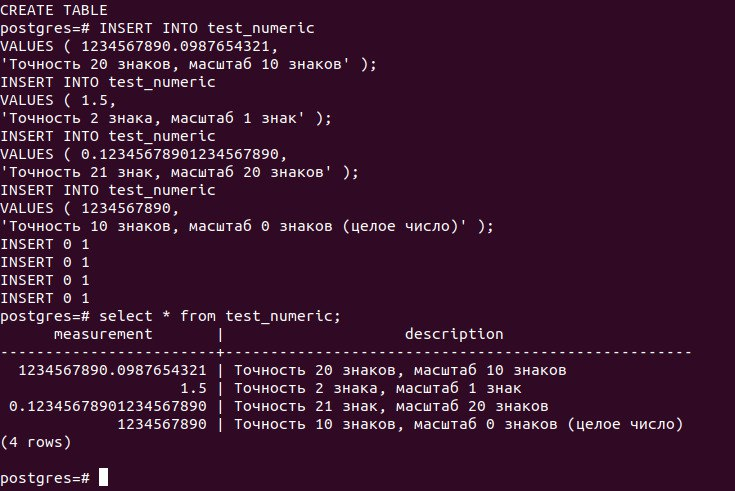 CREATE TABLE
postgres=# INSERT INTO test_numeric
VALUES ( 1234567890.0987654321,
'Точность 20 знаков, масштаб 10 знаков' );
INSERT INTO test_numeric
VALUES ( 1.5,
'Точность 2 знака, масштаб 1 знак' );
INSERT INTO test_numeric
VALUES ( 0.12345678901234567890,
'Точность 21 знак, масштаб 20 знаков' );
INSERT INTO test_numeric
VALUES ( 1234567890,
'Точность 10 знаков, масштаб 0 знаков (целое число)' );
INSERT 0 1
INSERT 0 1
INSERT 0 1
INSERT 0 1
postgres=# select * from test_numeric;
      measurement       |                    description
------------------------+----------------------------------------------------
  1234567890.0987654321 | Точность 20 знаков, масштаб 10 знаков
                    1.5 | Точность 2 знака, масштаб 1 знак
 0.12345678901234567890 | Точность 21 знак, масштаб 20 знаков
             1234567890 | Точность 10 знаков, масштаб 0 знаков (целое число)
(4 rows)
postgres=#